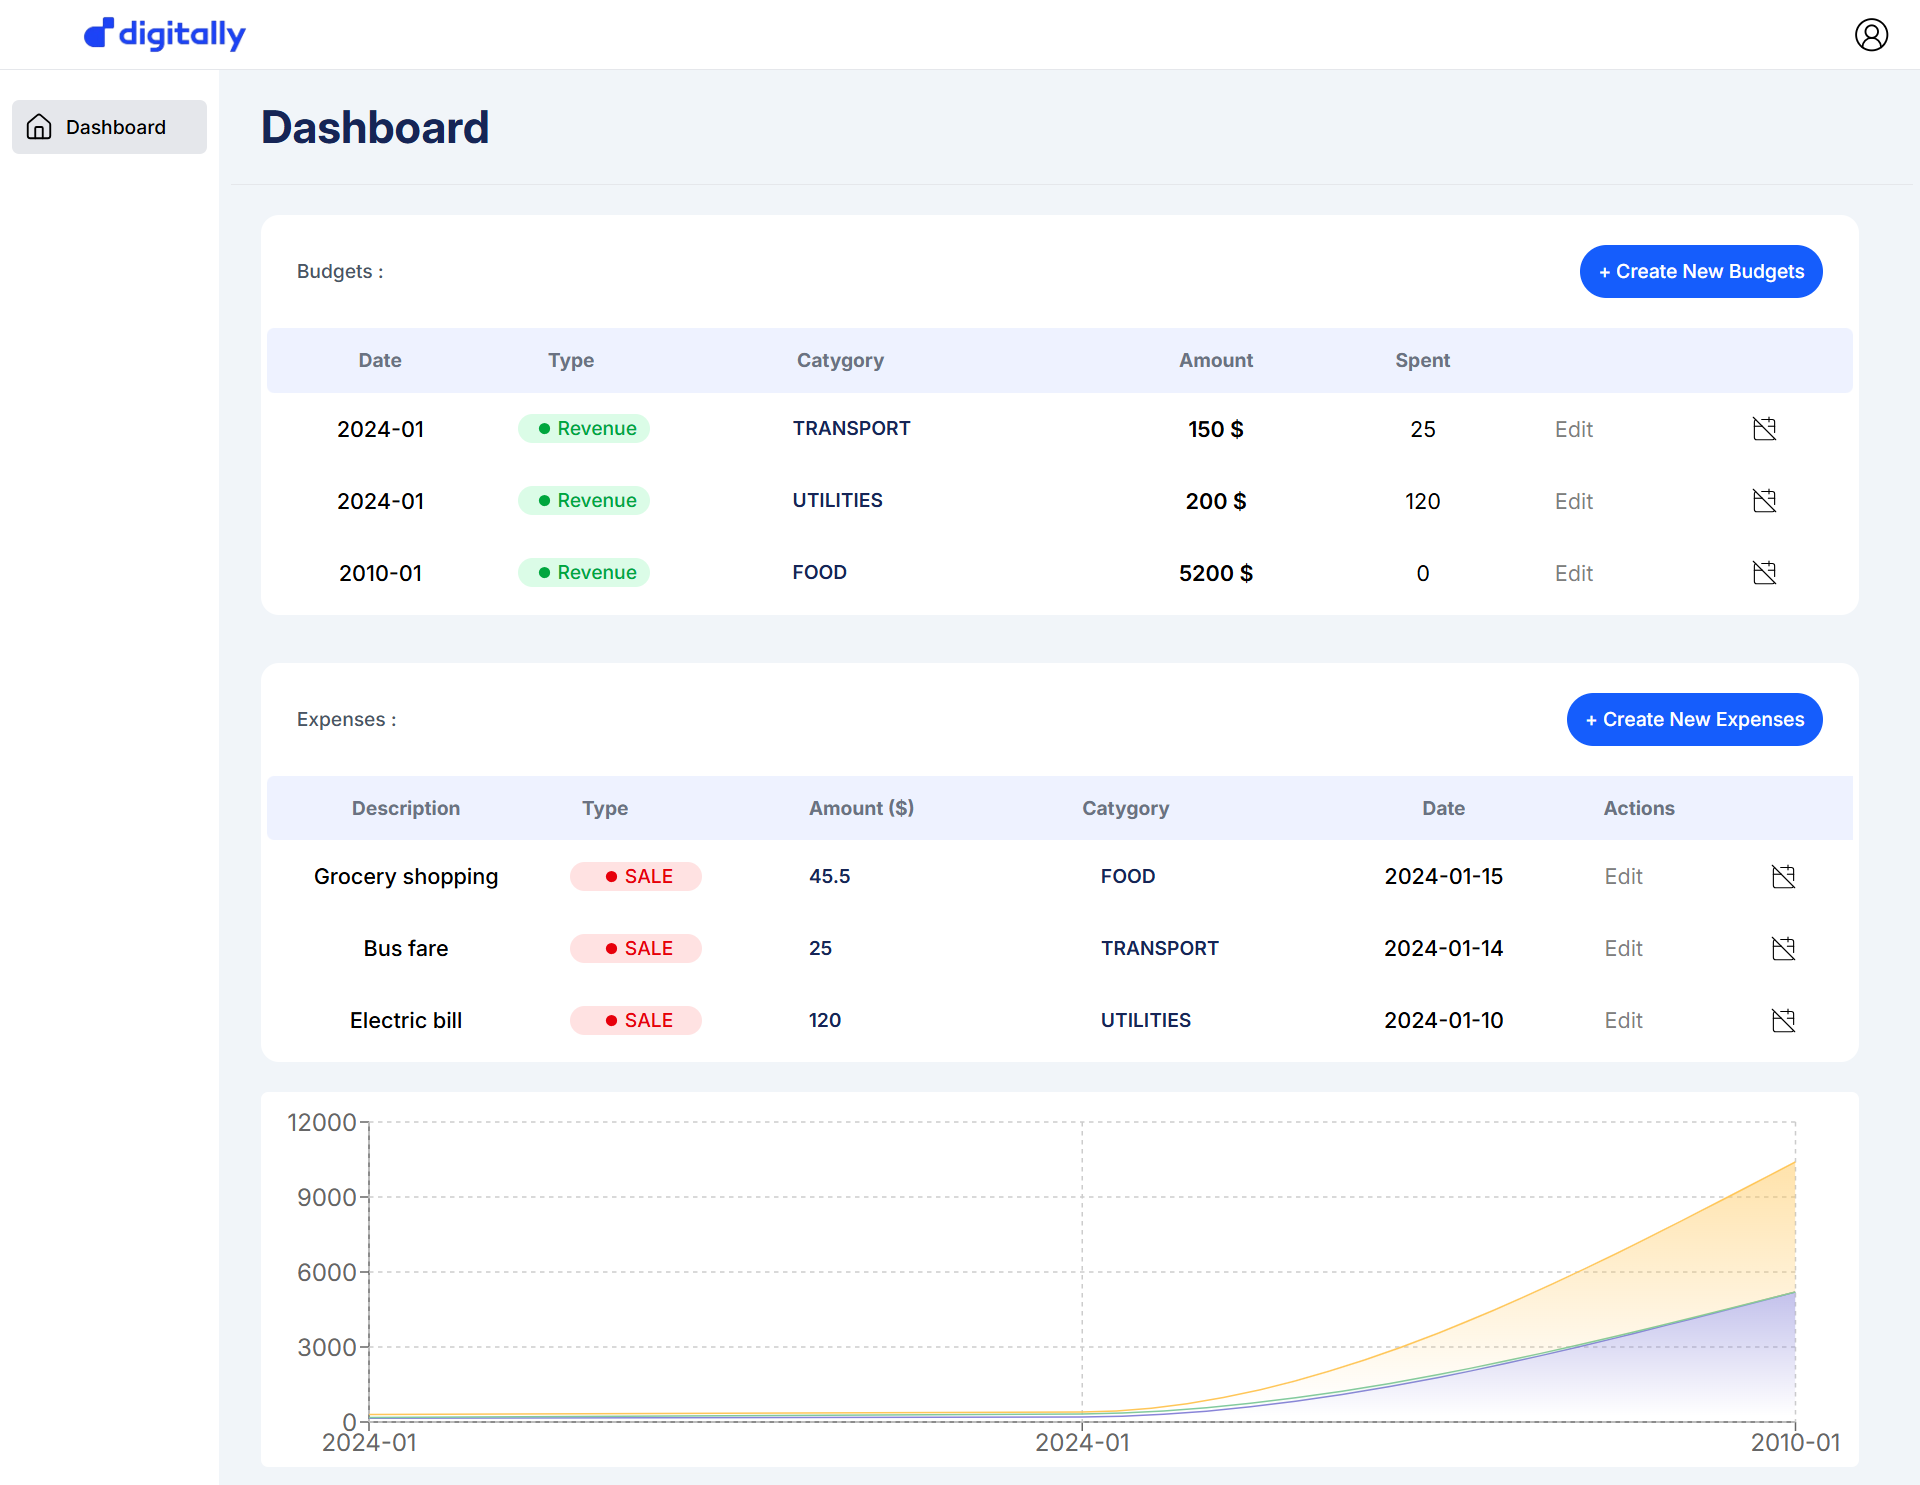 digitally
Dashboard
Dashboard
Budgets :
+ Create New Budgets
Date Type Catygory Amount Spent
2024-01 Revenue TRANSPORT 150 $ 25 Edit
2024-01 Revenue UTILITIES 200 $ 120 Edit
2010-01 Revenue FOOD 5200 $ 0 Edit
Expenses :
+ Create New Expenses
Description Type Amount ($) Catygory Date Actions
Grocery shopping SALE 45.5 FOOD 2024-01-15 Edit
Bus fare SALE 25 TRANSPORT 2024-01-14 Edit
Electric bill SALE 120 UTILITIES 2024-01-10 Edit
12000
9000
6000
3000
0
2024-01 2024-01 2010-01